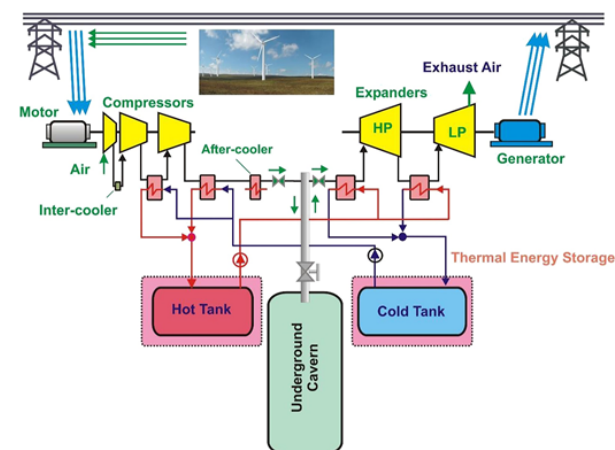 Exhaust Air
Motor
Compressors
Expanders
HP
LP
After-cooler
Air
Generator
Inter-cooler
Thermal Energy Storage
Hot Tank
Cold Tank
Underground
Cavern